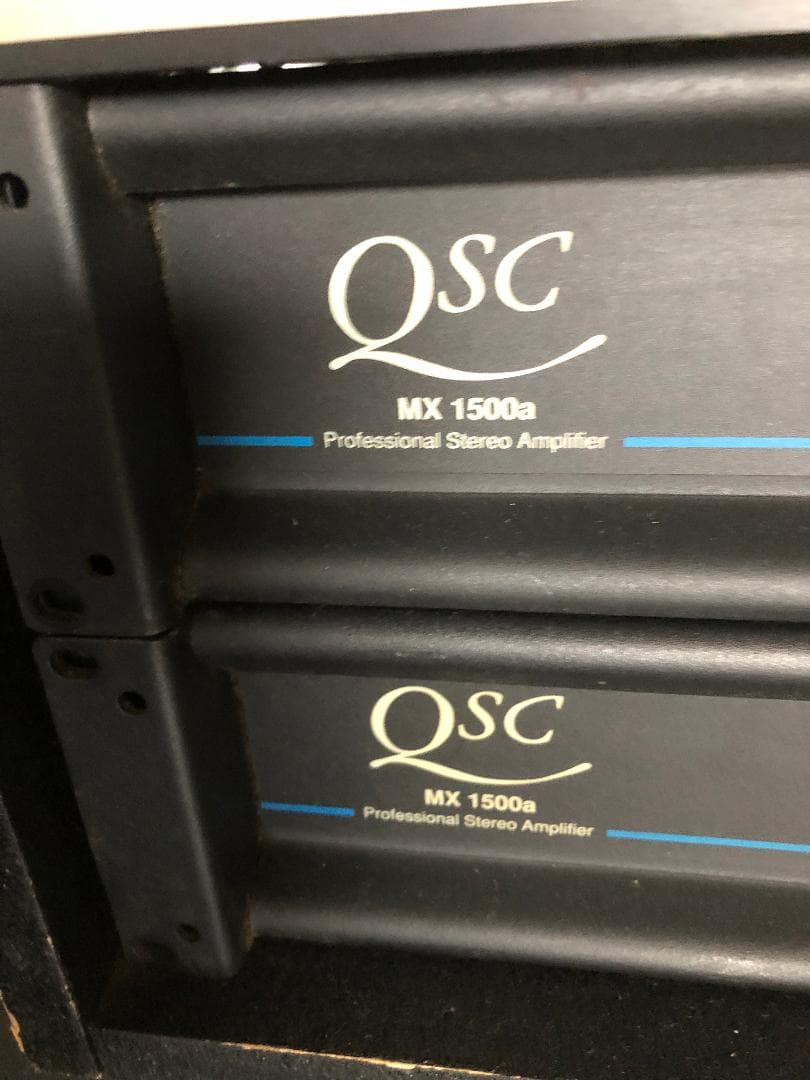 QSC
MX 1500a
Professional Stereo Amplifier
QSC
MX 1500a
Professional Stereo Amplifier